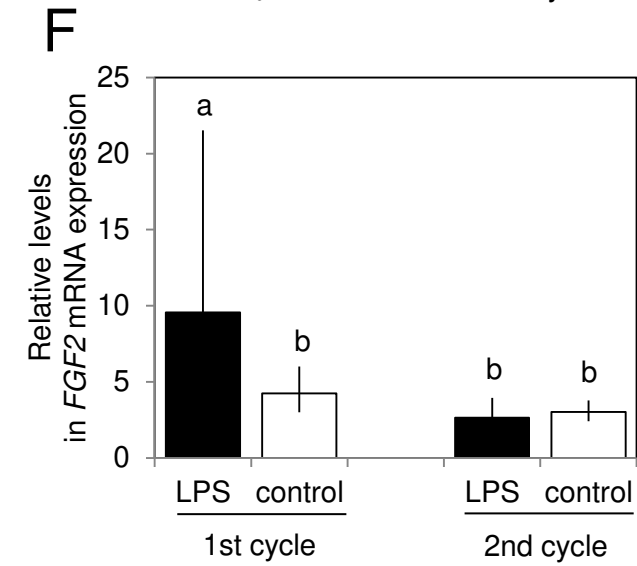 F
25
20
15
10
5
0
Relative levels
in FGF2 mRNA expression
a
b
b
b
LPS control LPS control
1st cycle 2nd cycle